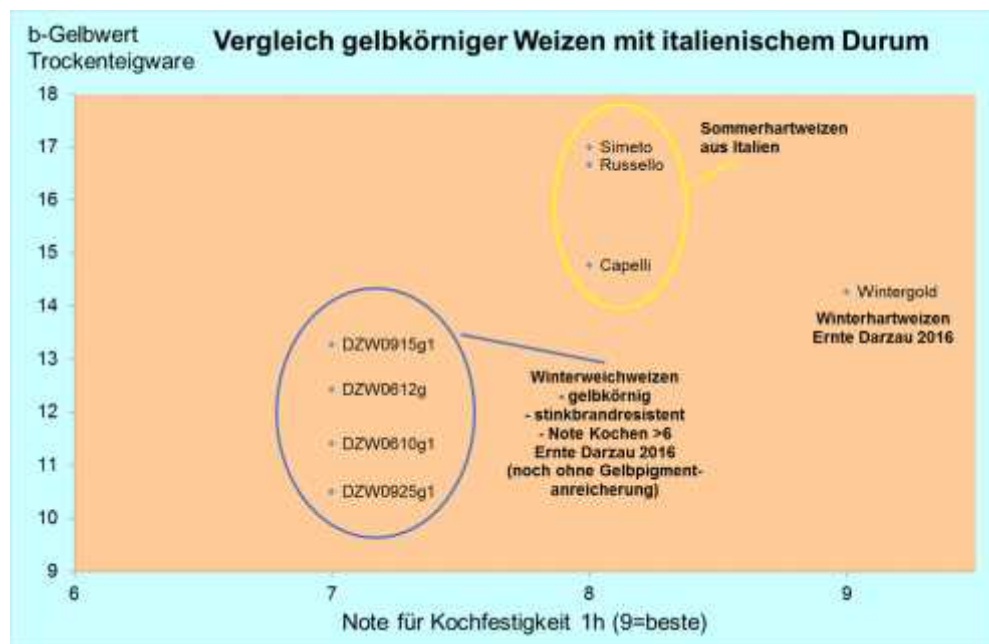 b-Gelbwert
Trockenteigware
Vergleich gelbkörniger Weizen mit italienischem Durum
18
17
16
15
14
13
12
11
10
9
Simeto
Russello
Sommerhartweizen
aus Italien
Capelli
Wintergold
Winterhartweizen
Ernte Darzau 2016
DZW0915g1
DZW0612g
DZW0610g1
DZW0925g1
Winterweichweizen
- gelbkörnig
- stinkbrandresistent
- Note Kochen >6
Ernte Darzau 2016
(noch ohne Gelbpigment-
anreicherung)
6
7
8
9
Note für Kochfestigkeit 1h (9=beste)